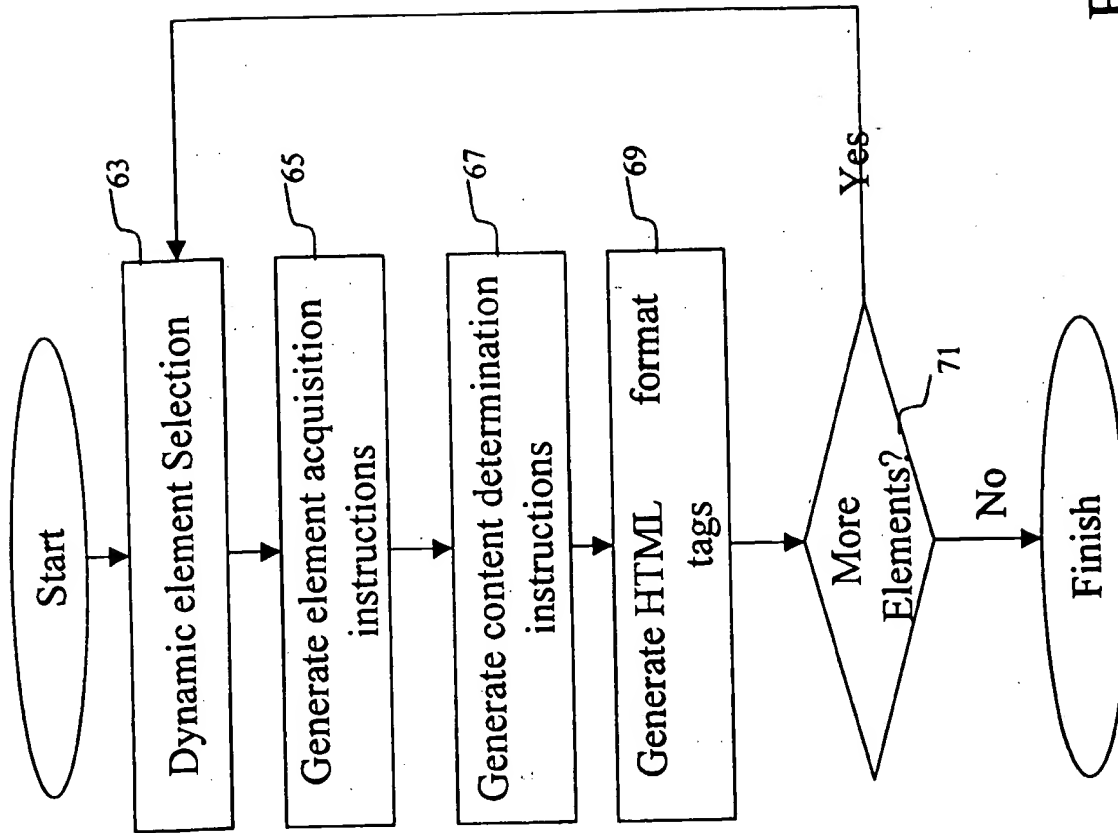 Start
63
Dynamic element Selection
65
Generate element acquisition
instructions
67
Generate content determination
instructions
69
Generate HTML format
tags
More
Elements?
71
Yes
No
Finish